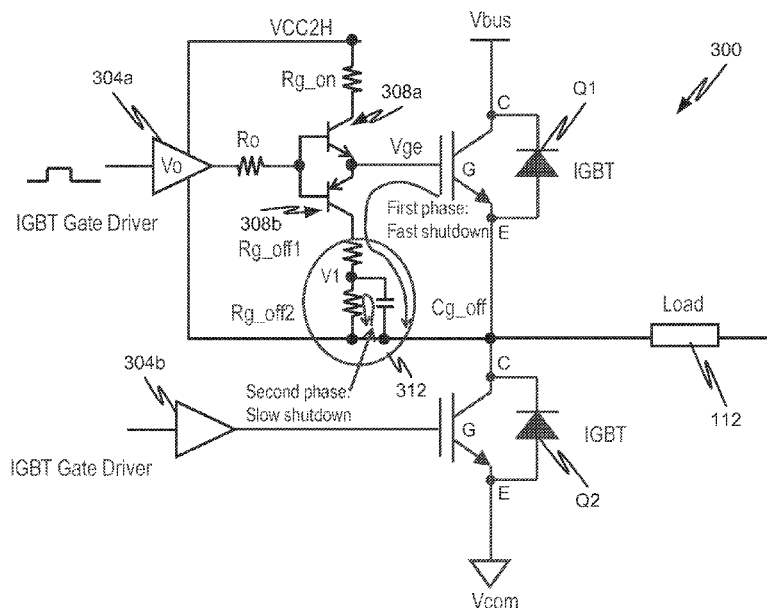 VCC2H
Vbus
300
304a
Rg_on
308a
C
Q1
Ro
Vge
Vo
G
IGBT
IGBT Gate Driver
308b
First phase:
Fast shutdown
E
Rg_off1
V1
Cg_off
Load
Rg_off2
304b
312
C
112
Second phase:
Slow shutdown
G
IGBT
IGBT Gate Driver
E
Q2
Vcom